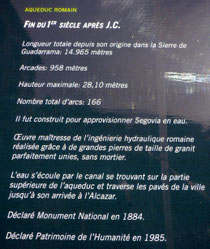 AQUEDUC ROMAIN
FIN DU 1ER SIÈCLE APRÈS J.C.
Longueur totale depuis son origine dans la Sierre de
Guadarrama: 14.965 mètres
Arcades: 958 mètres
Hauteur maximale: 28,10 mètres
Nombre total d'arcs: 166
Il fut construit pour approvisionner Segovia en eau.
Œuvre maîtresse de l'ingénierie hydraulique romaine
réalisée grâce à de grandes pierres de taille de granit
parfaitement unies, sans mortier.
L'eau s'écoule par le canal se trouvant sur la partie
supérieure de l'aqueduc et traverse les pavés de la ville
jusqu'à son arrivée à l'Alcazar.
Déclaré Monument National en 1884.
Déclaré Patrimoine de l'Humanité en 1985.